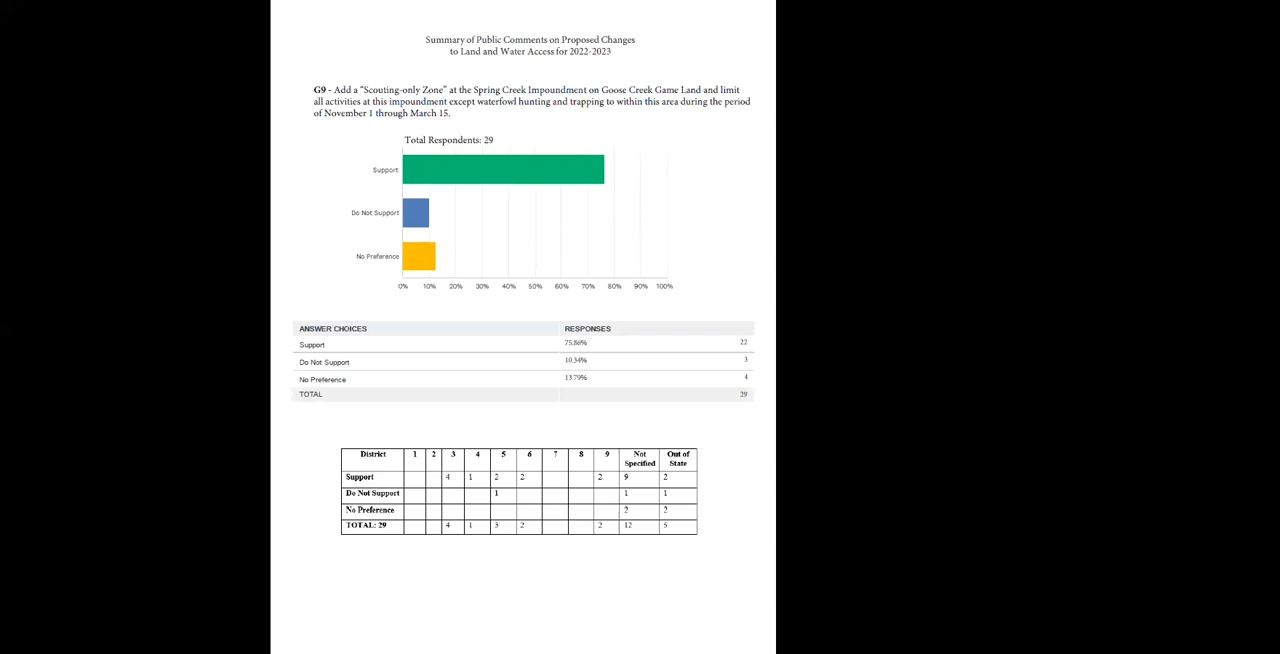 Summary of Public Comments on Proposed Changes
to Land and Water Access for 2022-2023
G9 - Add a “Scouting-only Zone” at the Spring Creek Impoundment on Goose Creek Game Land and limit
all activities at this impoundment except waterfowl hunting and trapping to within this area during the period
of November 1 through March 15.
Total Respondents: 29
Support
Do Not Support
No Preference
0% 10% 20% 30% 40% 50% 60% 70% 80% 90% 100%
ANSWER CHOICES RESPONSES
Support 75.86% 22
Do Not Support 10.34% 3
No Preference 13.79% 4
TOTAL 29
District 1 2 3 4 5 6 7 8 9 Not Specified Out of State
Support 4 1 2 2 2 9 2
Do Not Support 1 1 1
No Preference 2 2
TOTAL: 29 4 1 3 2 2 12 5